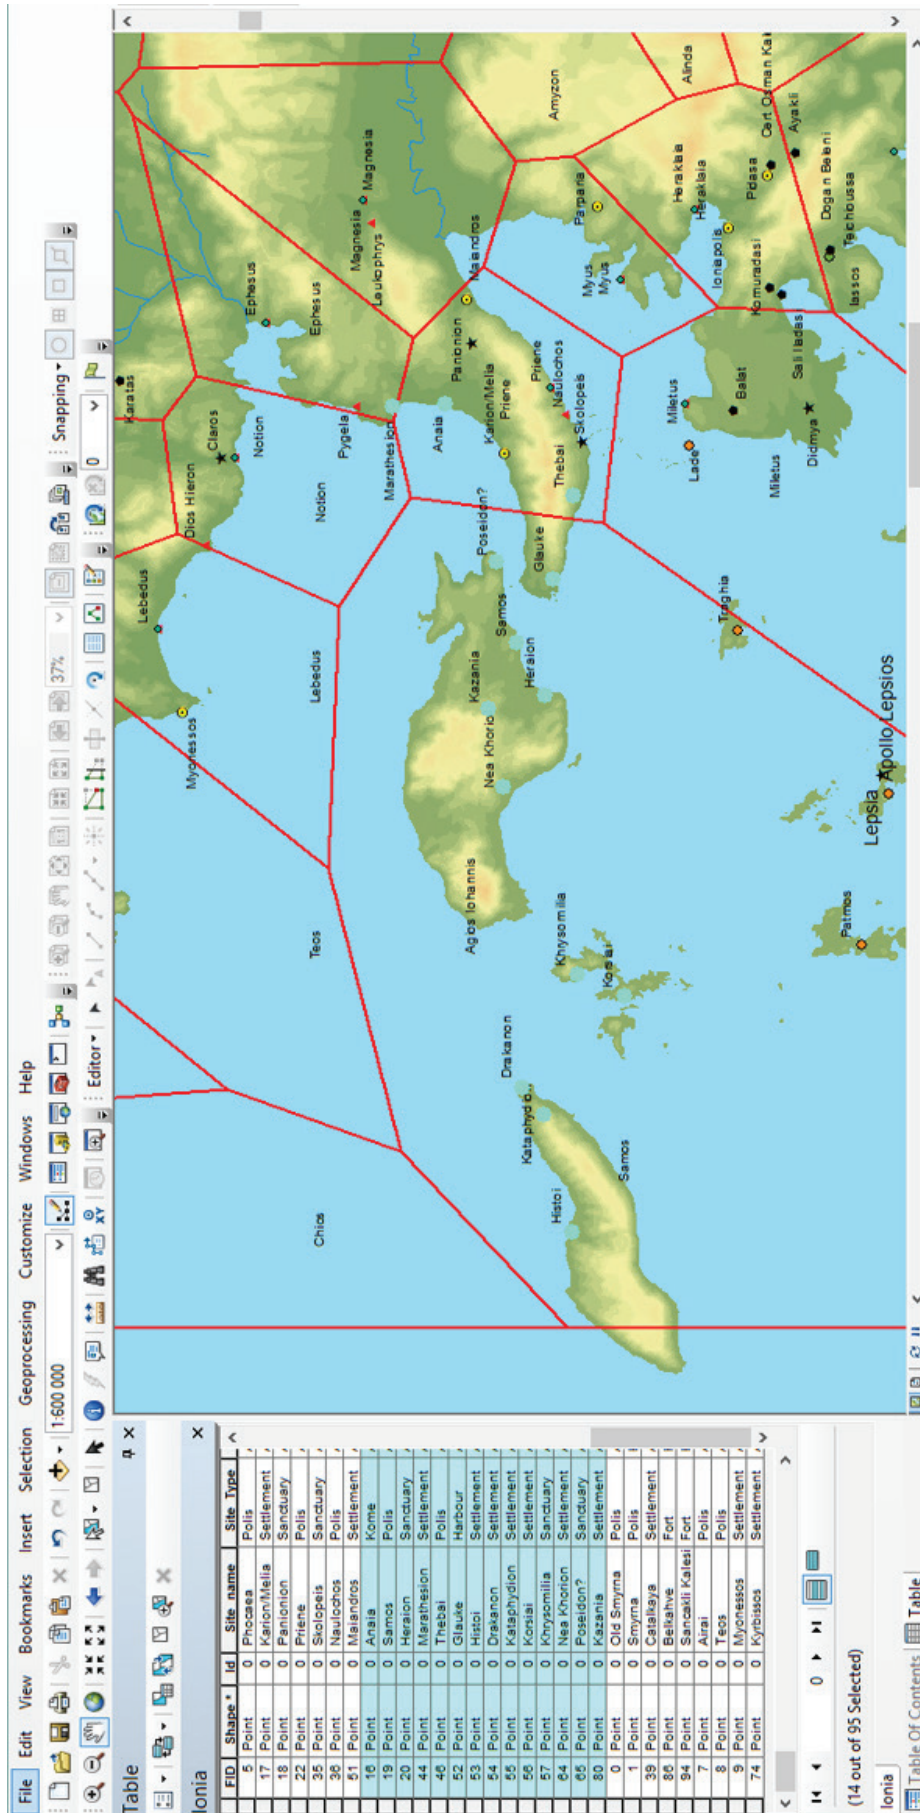 File Edit View Bookmarks Insert Selection Geoprocessing Customize Windows Help
1:600 000
37%
Snapping
Editor
0
Table
Ionia
FID Shape * Id Site name Site Type
5 Point 0 Phocaea Polis
17 Point 0 Karion/Melia Settlement
18 Point 0 Panionion Sanctuary
22 Point 0 Priene Polis
35 Point 0 Skolopeis Sanctuary
36 Point 0 Naulochos Polis
51 Point 0 Maiandros Settlement
16 Point 0 Anaia Kome
19 Point 0 Samos Polis
20 Point 0 Heraion Sanctuary
44 Point 0 Marathesion Settlement
46 Point 0 Thebai Polis
52 Point 0 Glauke Harbour
53 Point 0 Histoi Settlement
54 Point 0 Drakanon Settlement
55 Point 0 Kataphydion Settlement
56 Point 0 Korsiai Settlement
57 Point 0 Khrysomilia Sanctuary
64 Point 0 Nea Khorion Settlement
65 Point 0 Poseidon? Sanctuary
80 Point 0 Kazania Settlement
0 Point 0 Old Smyrna Polis
1 Point 0 Smyrna Polis
39 Point 0 Catalkaya Settlement
86 Point 0 Belkahve Fort
94 Point 0 Sancakli Kalesi Fort
7 Point 0 Airai Polis
8 Point 0 Teos Polis
9 Point 0 Myonessos Settlement
74 Point 0 Kyrbissos Settlement
0
(14 out of 95 Selected)
Ionia
Table Of Contents Table
Karatas
Lebedus
Dios Hieron
Claros
Notion
Ephesus
Myonessos
Chios
Teos
Lebedus
Notion
Ephesus
Pygela
Magnesia
Magnesia
Leukophrys
Marathesion
Anaia
Panionion
Maiandros
Agios Iohannis
Kazania
Nea Khorio
Samos
Poseidon?
Karion/Melia
Priene
Priene
Naulochos
Skolopeis
Thebai
Glauke
Heraion
Drakanon
Kataphydio...
Histoi
Samos
Khrysomilia
Korsiai
Amyzon
Parparia
Myus
Myus
Alinda
Heraklaia
Heraklaia
Miletus
Lade
Ioniapolis
Traghia
Balat
Miletus
Komuradasi
Pidasa
Cert Osman Kal
Ayakli
Sali Iladas
Didmya
Dogan Beleni
Teichioussa
Iassos
Patmos
Lepsia
Apollo Lepsios